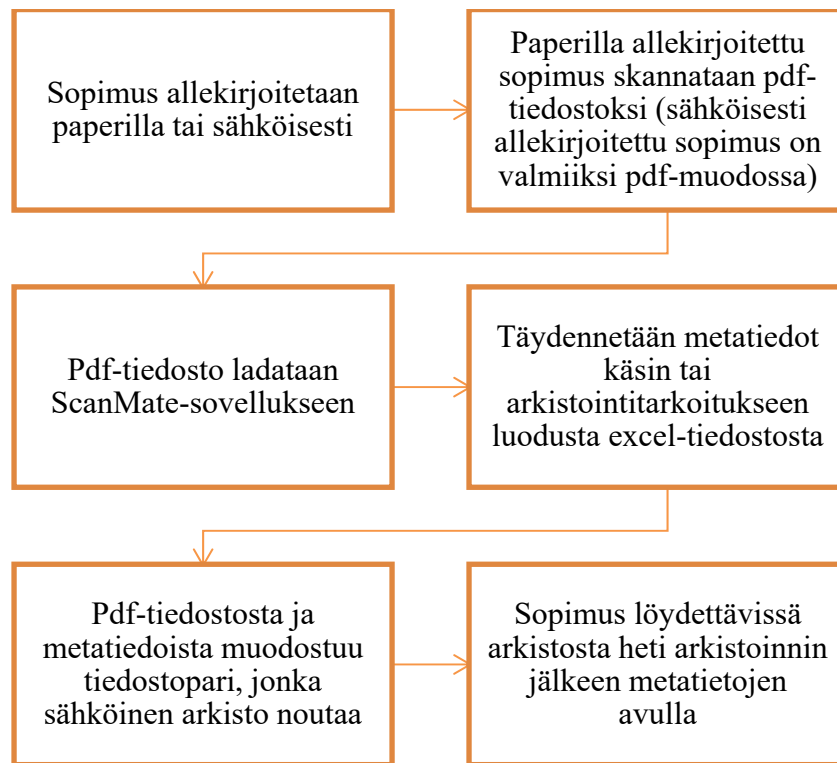 Sopimus allekirjoitetaan
paperilla tai sähköisesti
Paperilla allekirjoitettu
sopimus skannataan pdf-
tiedostoksi (sähköisesti
allekirjoitettu sopimus on
valmiiksi pdf-muodossa)
Pdf-tiedosto ladataan
ScanMate-sovellukseen
Täydennetään metatiedot
käsin tai
arkistointitarkoitukseen
luodusta excel-tiedostosta
Pdf-tiedostosta ja
metatiedoista muodostuu
tiedostopari, jonka
sähköinen arkisto noutaa
Sopimus löydettävissä
arkistosta heti arkistoinnin
jälkeen metatietojen
avulla